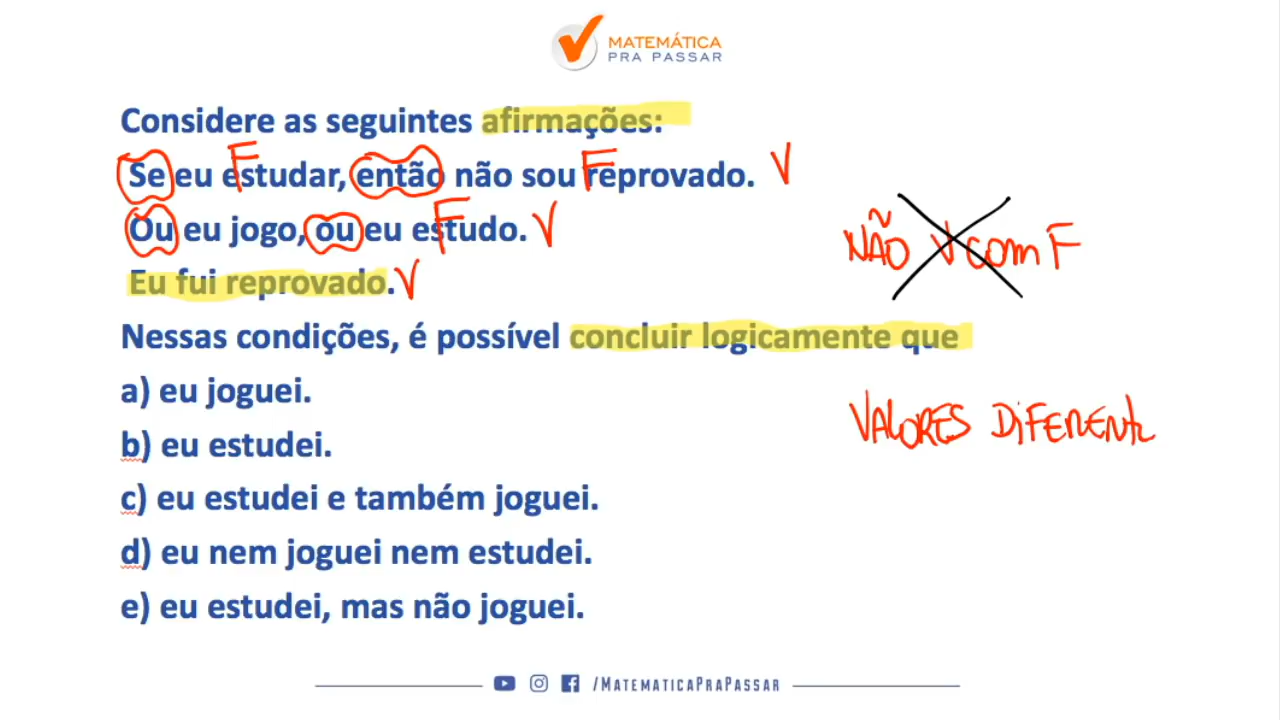 MATEMÁTICA
PRA PASSAR
Considere as seguintes afirmações:
F F V
Se eu estudar, então não sou reprovado.
F V
Ou eu jogo, ou eu estudo.
NÃO V com F
Eu fui reprovado. V
Nessas condições, é possível concluir logicamente que
a) eu joguei.
VALORES DIFERENTE
b) eu estudei.
c) eu estudei e também joguei.
d) eu nem joguei nem estudei.
e) eu estudei, mas não joguei.
/MATEMATICAPRAPASSAR